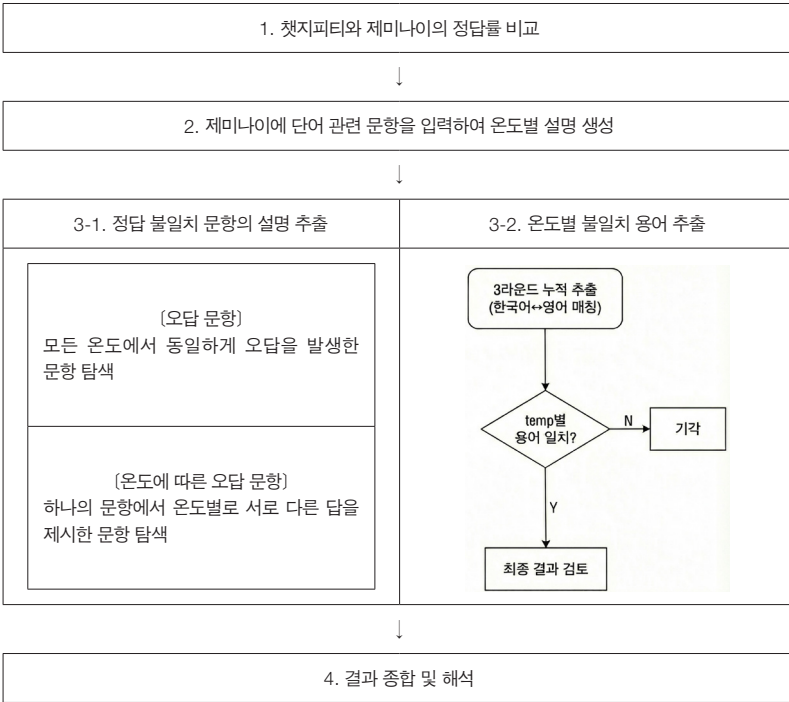 1. 챗지피티와 제미나이의 정답률 비교
↓
2. 제미나이에 단어 관련 문항을 입력하여 온도별 설명 생성
↓
3-1. 정답 불일치 문항의 설명 추출
〔오답 문항〕
모든 온도에서 동일하게 오답을 발생한
문항 탐색
〔온도에 따른 오답 문항〕
하나의 문항에서 온도별로 서로 다른 답을
제시한 문항 탐색
3-2. 온도별 불일치 용어 추출
3라운드 누적 추출
(한국어↔영어 매칭)
temp별
용어 일치?
N
기각
Y
최종 결과 검토
↓
4. 결과 종합 및 해석